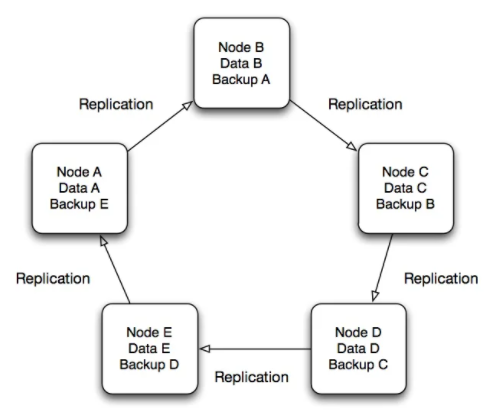 Node B
Data B
Backup A
Replication
Replication
Node A
Data A
Backup E
Node C
Data C
Backup B
Replication
Replication
Node E
Data E
Backup D
Node D
Data D
Backup C
Replication